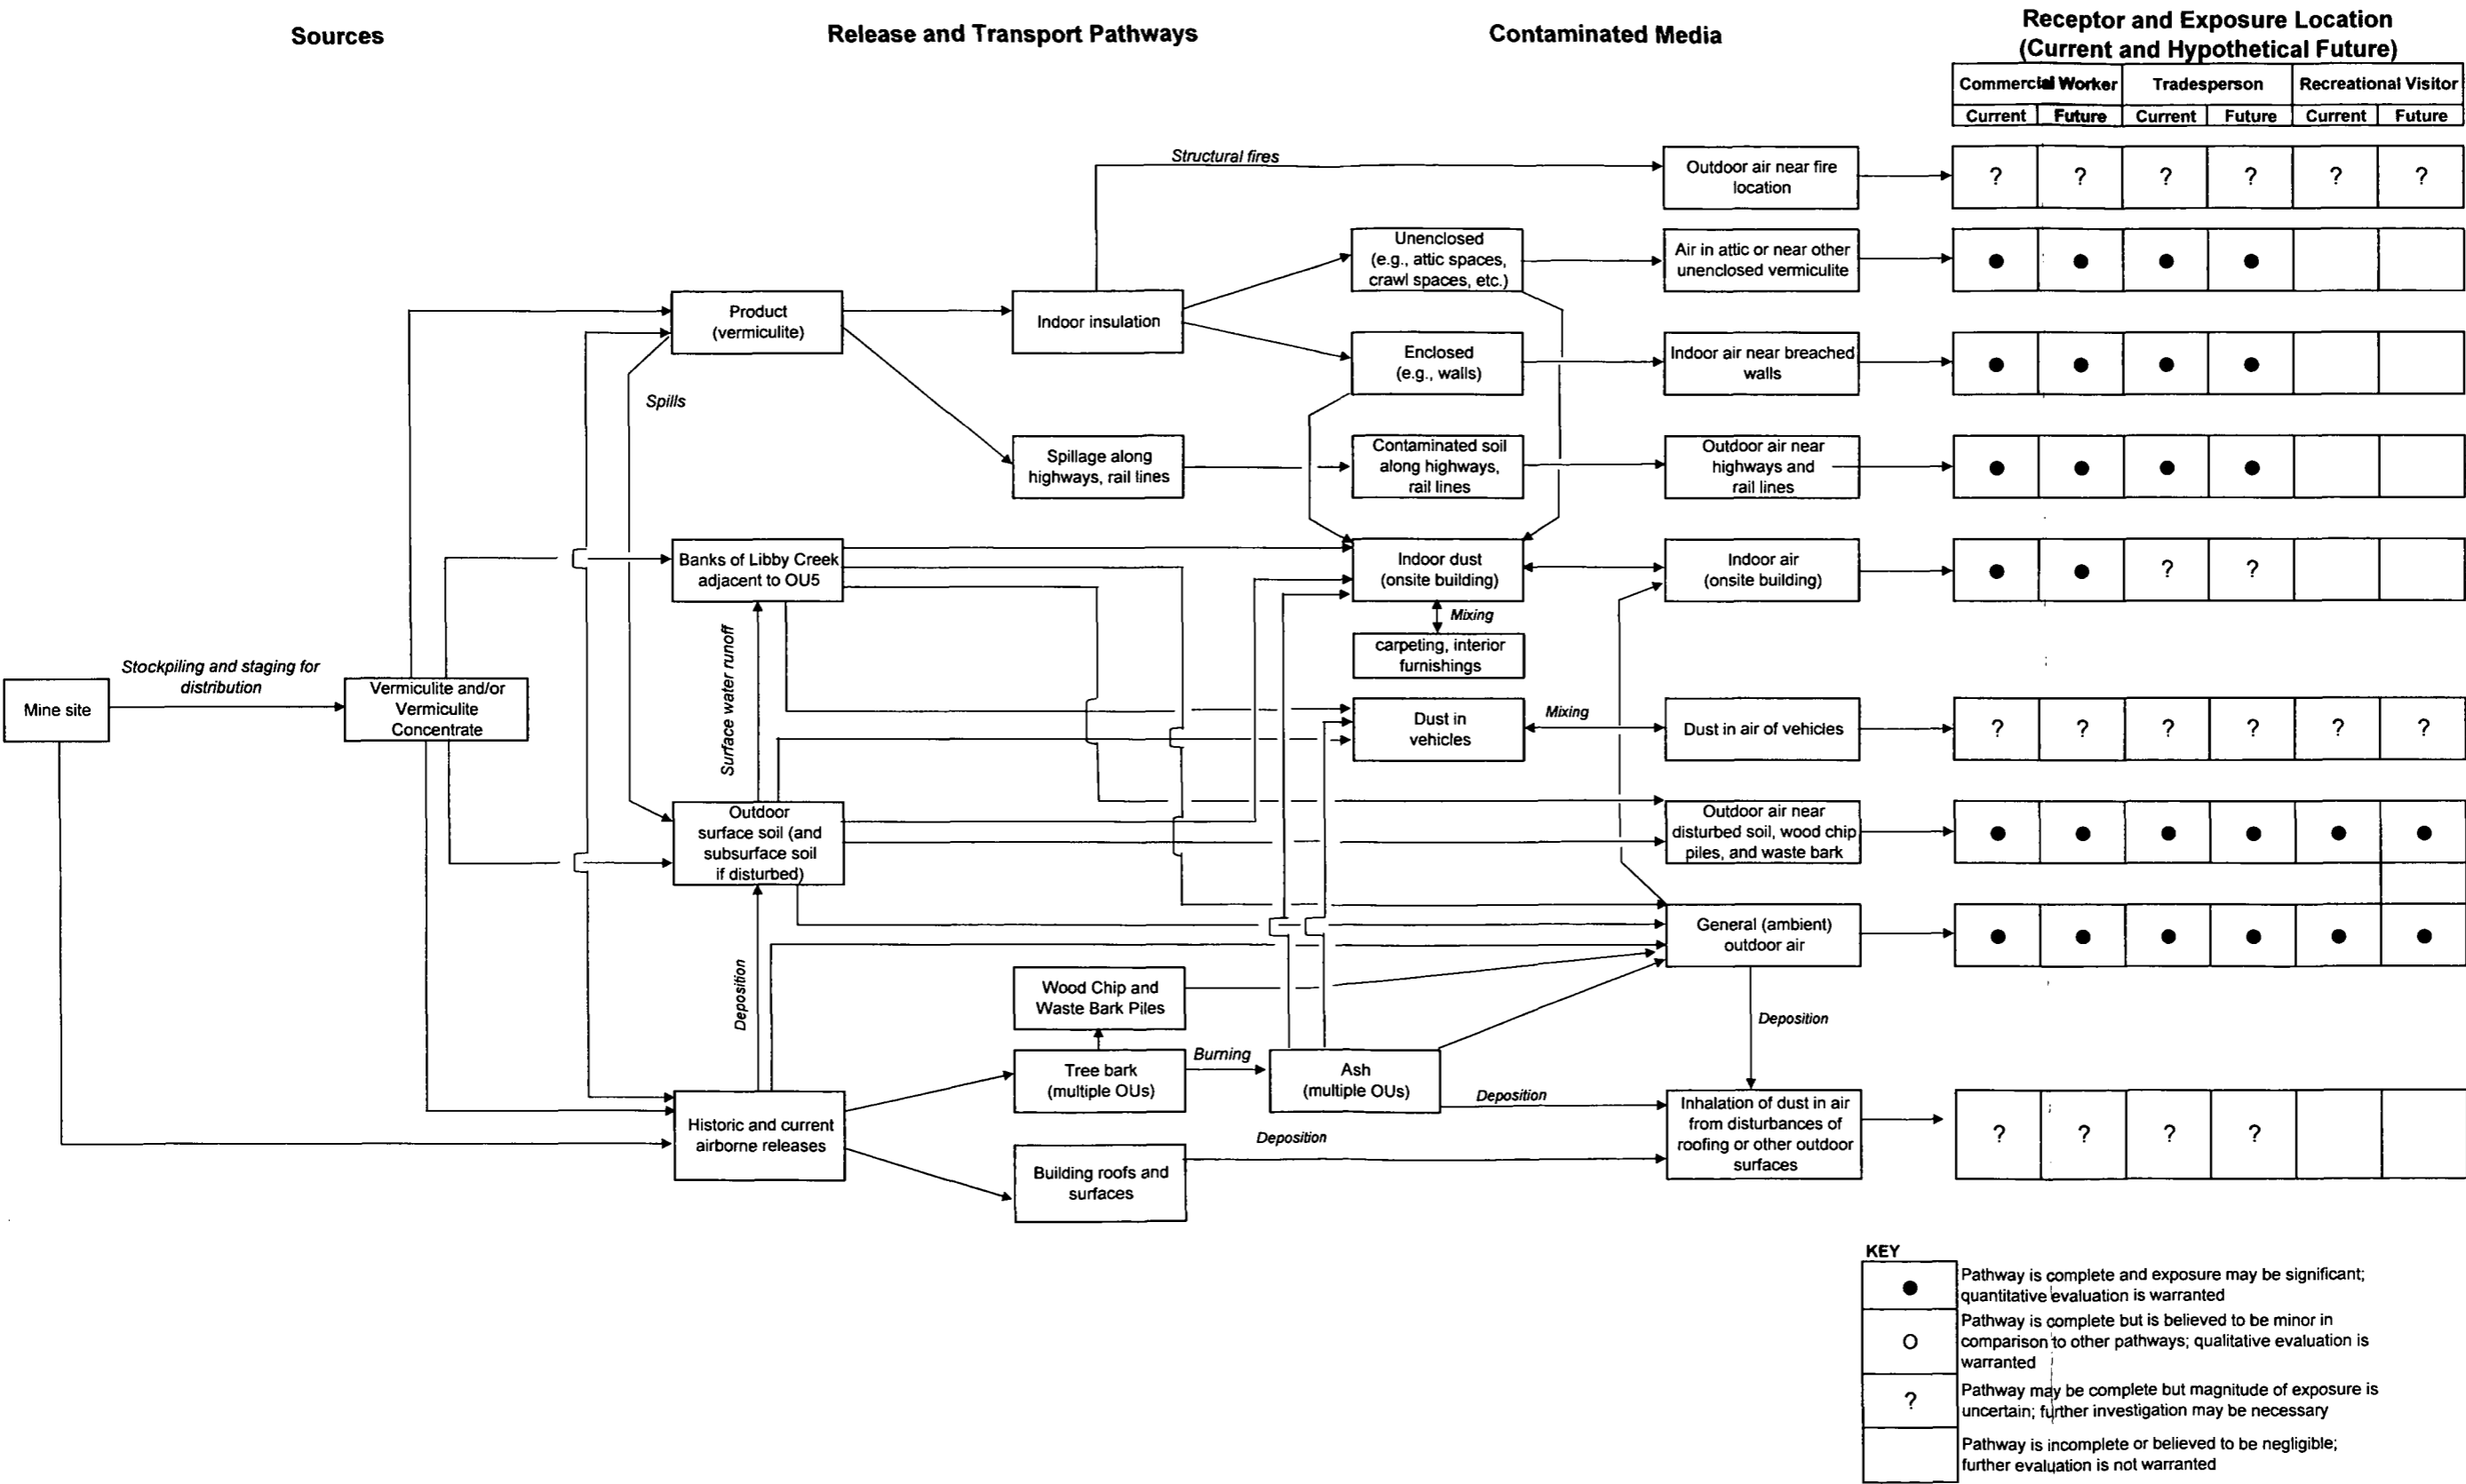 Sources
Release and Transport Pathways
Contaminated Media
Receptor and Exposure Location
(Current and Hypothetical Future)
Commercial Worker
Tradesperson
Recreational Visitor
Current
Future
Current
Future
Current
Future
Structural fires
Outdoor air near fire
location
?
?
?
?
?
?
Unenclosed
(e.g., attic spaces,
crawl spaces, etc.)
Air in attic or near other
unenclosed vermiculite
●
●
●
●
Product
(vermiculite)
Indoor insulation
Enclosed
(e.g., walls)
Indoor air near breached
walls
●
●
●
●
Spills
Spillage along
highways, rail lines
Contaminated soil
along highways,
rail lines
Outdoor air near
highways and
rail lines
●
●
●
●
Banks of Libby Creek
adjacent to OU5
Indoor dust
(onsite building)
Indoor air
(onsite building)
●
●
?
?
Mixing
carpeting, interior
furnishings
Surface water runoff
Mine site
Stockpiling and staging for
distribution
Vermiculite and/or
Vermiculite
Concentrate
Dust in
vehicles
Mixing
Dust in air of vehicles
?
?
?
?
?
?
Outdoor
surface soil (and
subsurface soil
if disturbed)
Outdoor air near
disturbed soil, wood chip
piles, and waste bark
●
●
●
●
●
●
General (ambient)
outdoor air
●
●
●
●
●
●
Deposition
Wood Chip and
Waste Bark Piles
Deposition
Tree bark
(multiple OUs)
Burning
Ash
(multiple OUs)
Deposition
Historic and current
airborne releases
Deposition
Building roofs and
surfaces
Inhalation of dust in air
from disturbances of
roofing or other outdoor
surfaces
?
?
?
?
KEY
●
Pathway is complete and exposure may be significant;
quantitative evaluation is warranted
O
Pathway is complete but is believed to be minor in
comparison to other pathways; qualitative evaluation is
warranted
?
Pathway may be complete but magnitude of exposure is
uncertain; further investigation may be necessary
Pathway is incomplete or believed to be negligible;
further evaluation is not warranted